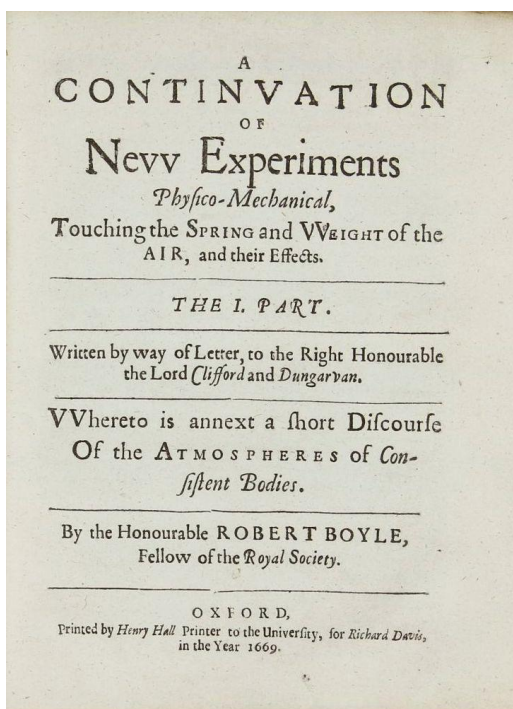 A
CONTINVATION
OF
Nevv Experiments
Phyſico-Mechanical,
Touching the SPRING and VVEIGHT of the
AIR, and their Effects.
THE I. PART.
Written by way of Letter, to the Right Honourable
the Lord Clifford and Dungarvan.
VVhereto is annext a ſhort Diſcourſe
Of the ATMOSPHERES of Con-
ſiſtent Bodies.
By the Honourable ROBERT BOYLE,
Fellow of the Royal Society.
OXFORD,
Printed by Henry Hall Printer to the Univerſity, for Richard Davis,
in the Year 1669.